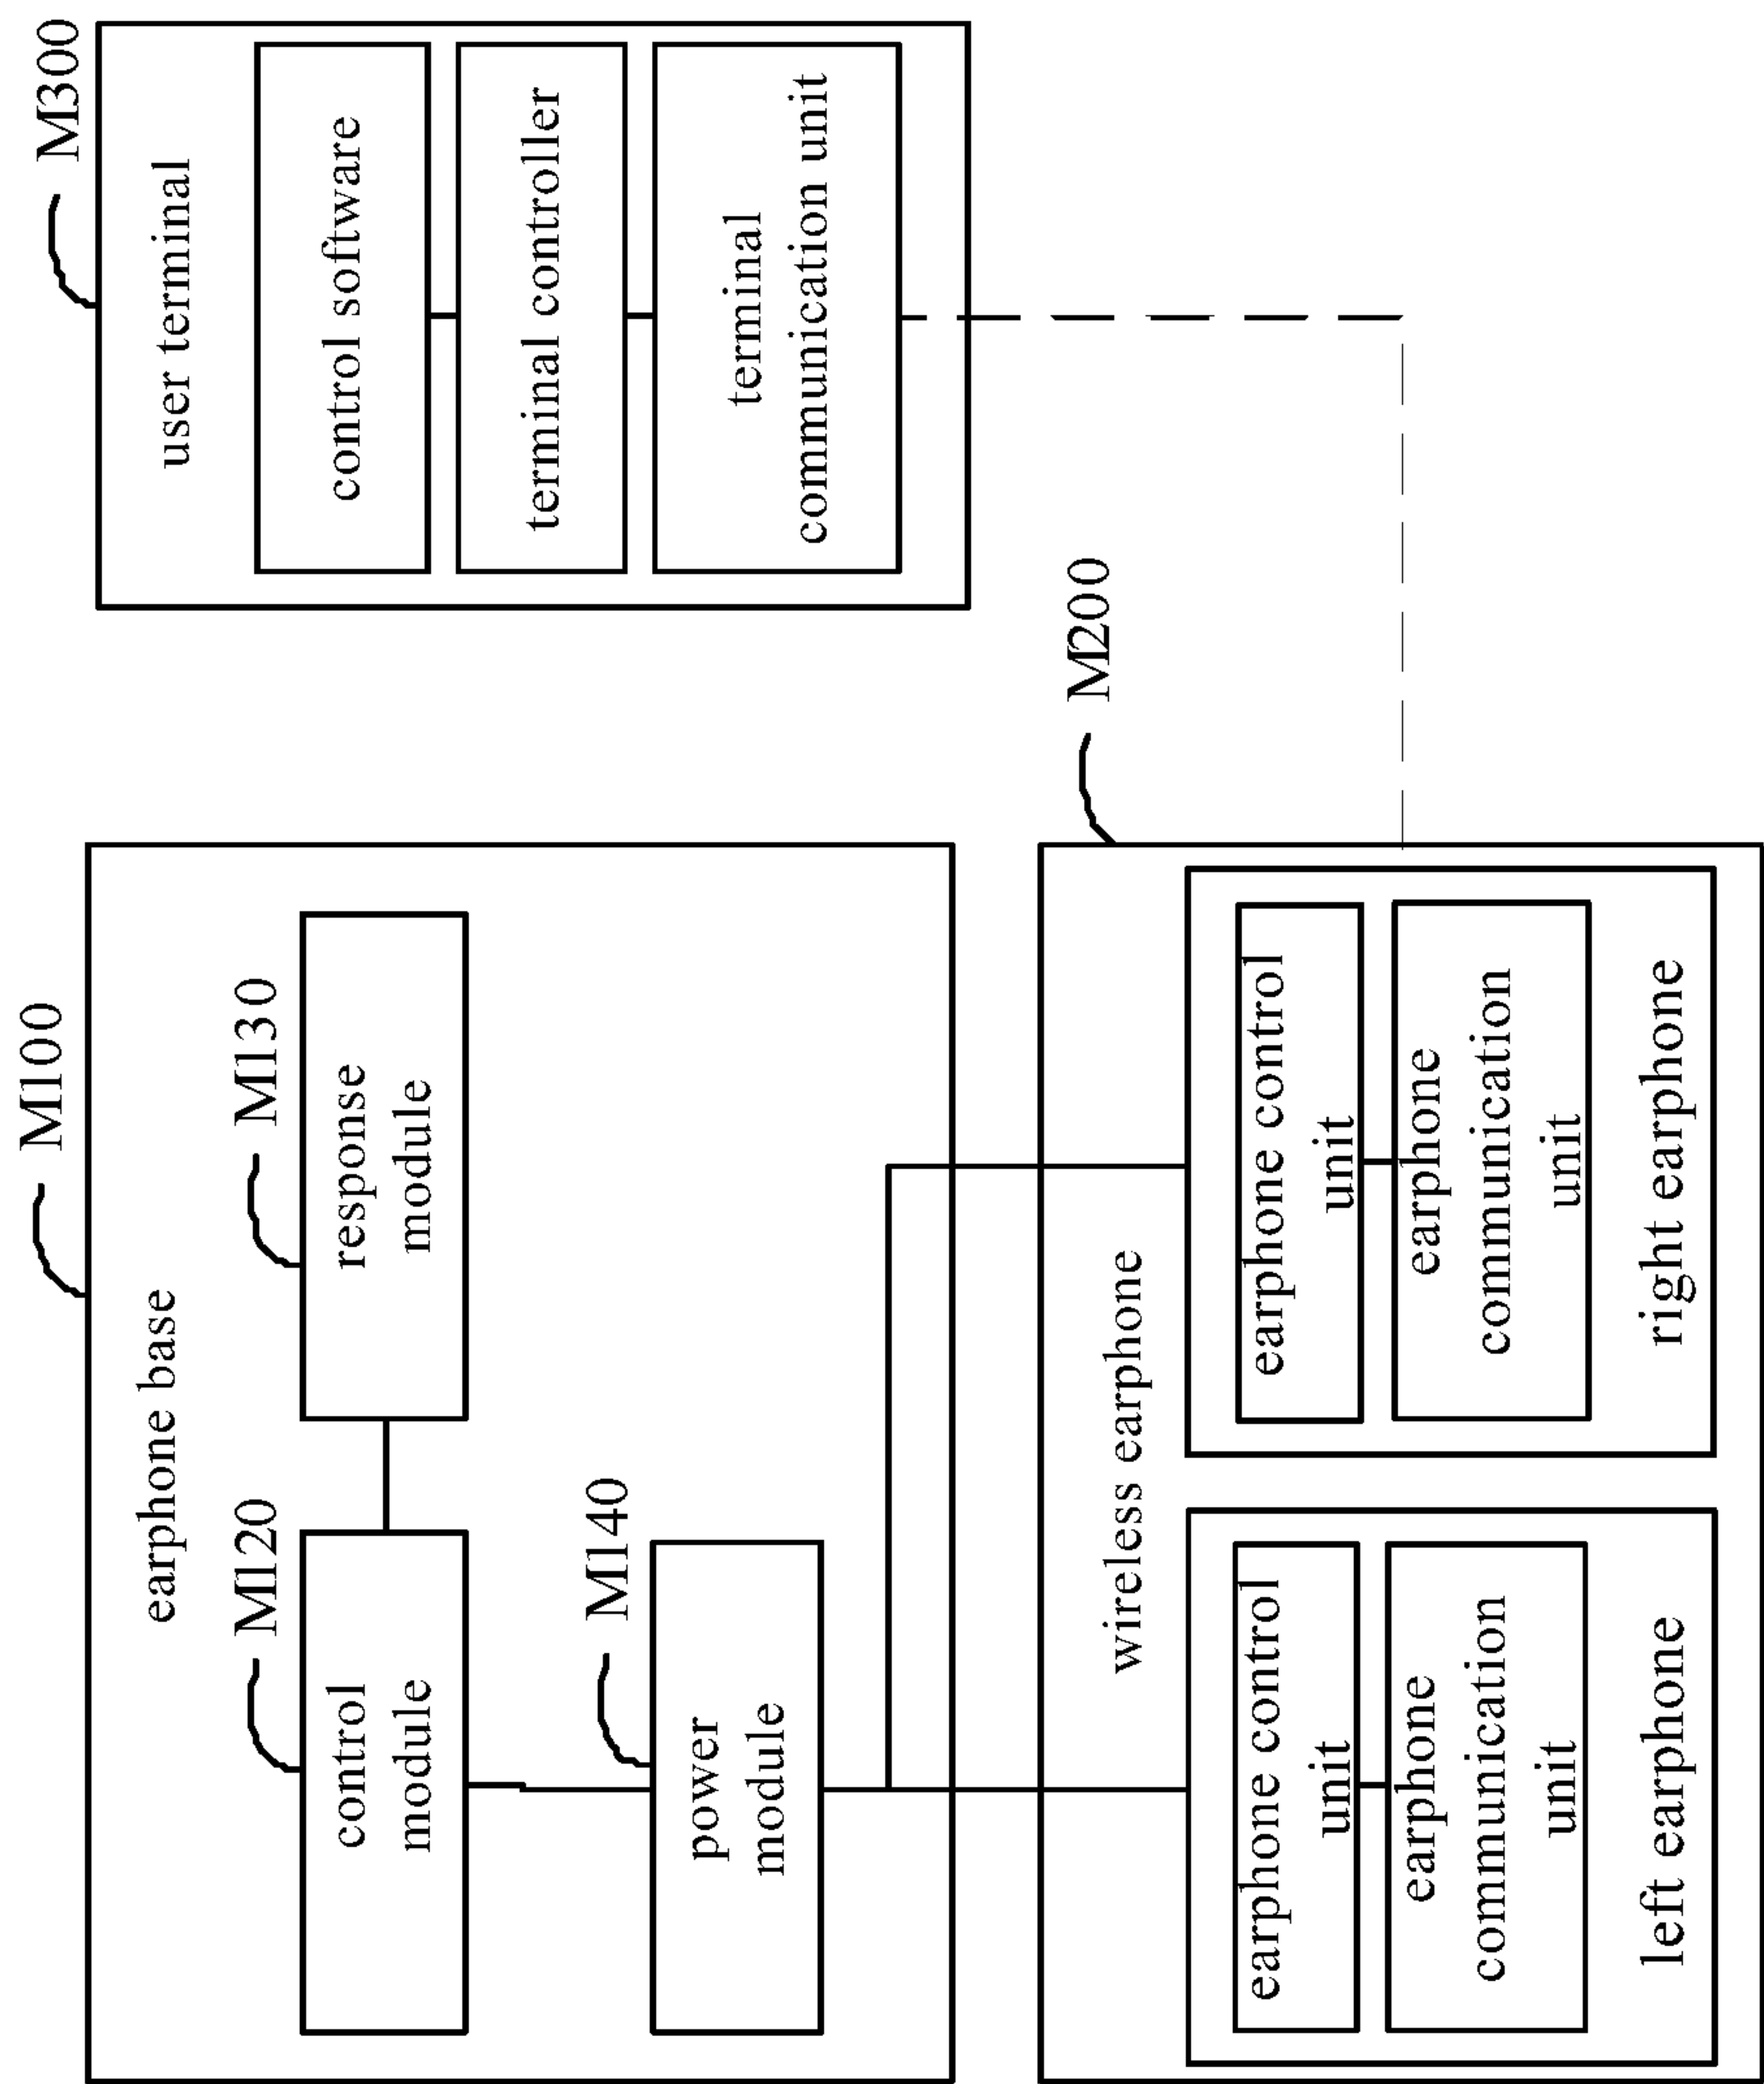 M100
earphone base
M120
control
module
M130
response
module
M140
power
module
M300
user terminal
control software
terminal controller
terminal
communication unit
M200
wireless earphone
earphone control
unit
earphone
communication
unit
left earphone
earphone control
unit
earphone
communication
unit
right earphone